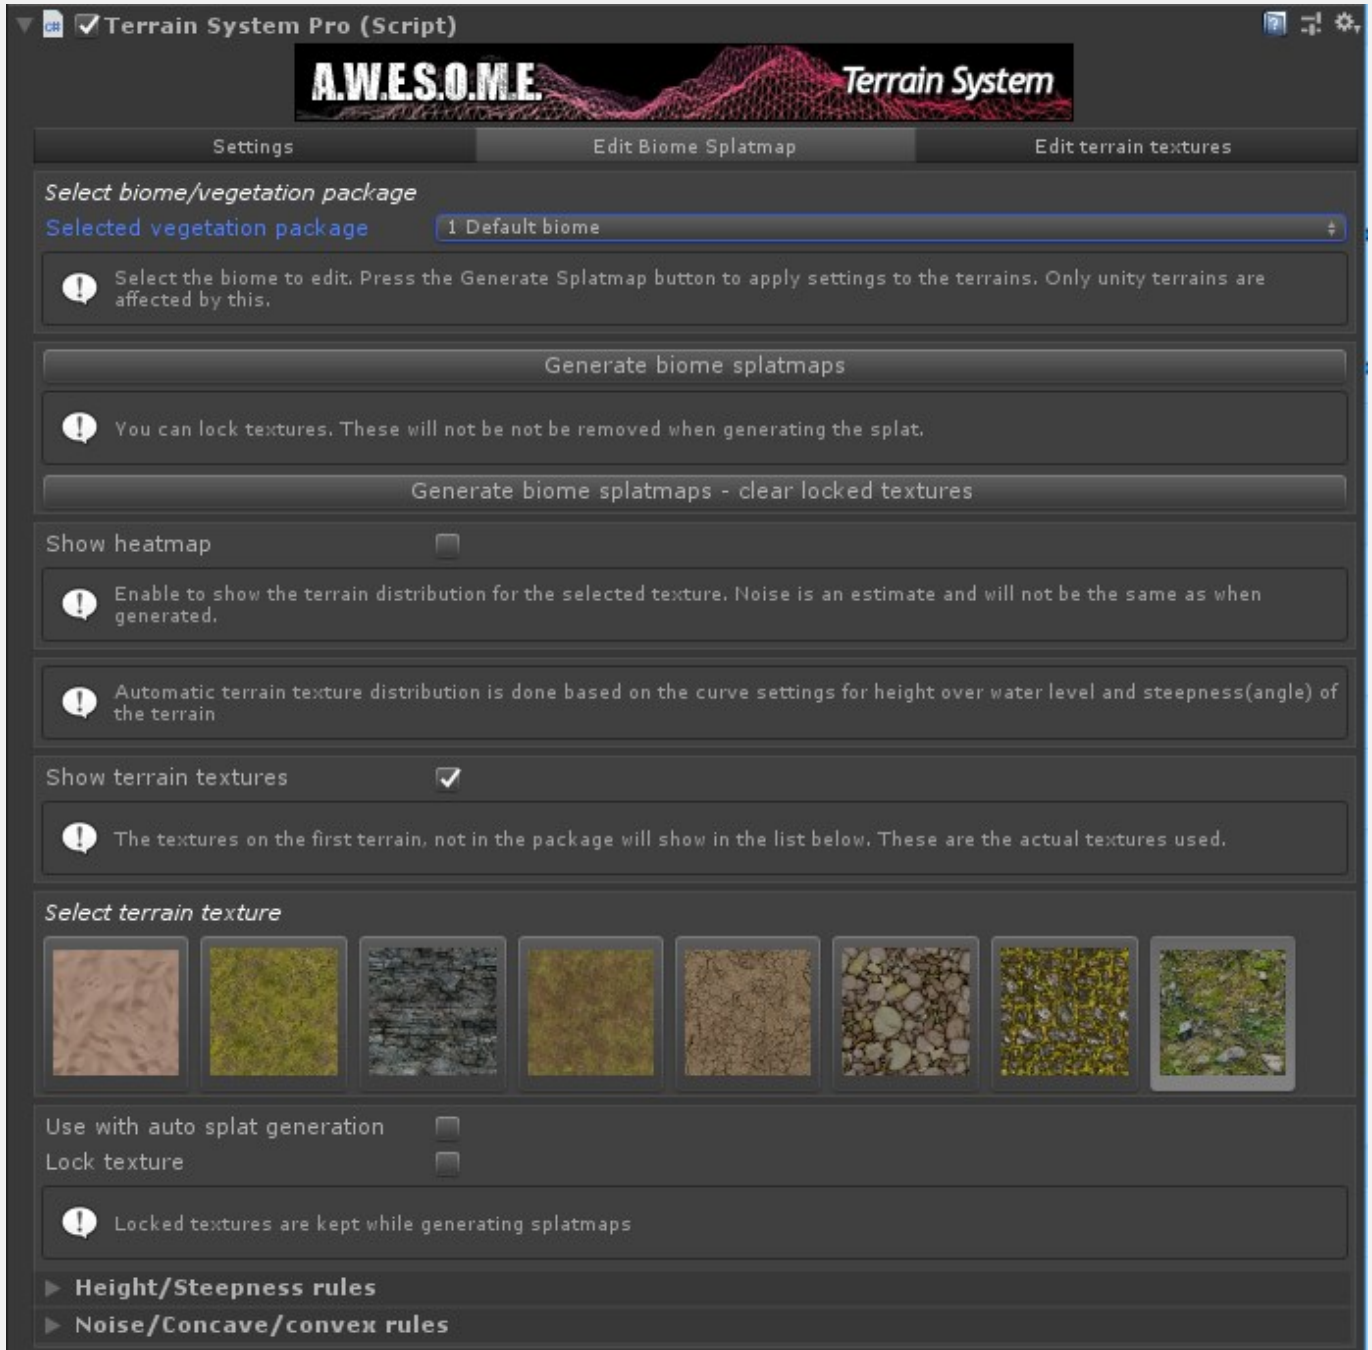 Terrain System Pro (Script)
A.W.E.S.O.M.E. Terrain System
Settings Edit Biome Splatmap Edit terrain textures
Select biome/vegetation package
Selected vegetation package 1 Default biome
Select the biome to edit. Press the Generate Splatmap button to apply settings to the terrains. Only unity terrains are
affected by this.
Generate biome splatmaps
You can lock textures. These will not be not be removed when generating the splat.
Generate biome splatmaps - clear locked textures
Show heatmap
Enable to show the terrain distribution for the selected texture. Noise is an estimate and will not be the same as when
generated.
Automatic terrain texture distribution is done based on the curve settings for height over water level and steepness(angle) of
the terrain
Show terrain textures
The textures on the first terrain, not in the package will show in the list below. These are the actual textures used.
Select terrain texture
Use with auto splat generation
Lock texture
Locked textures are kept while generating splatmaps
Height/Steepness rules
Noise/Concave/convex rules